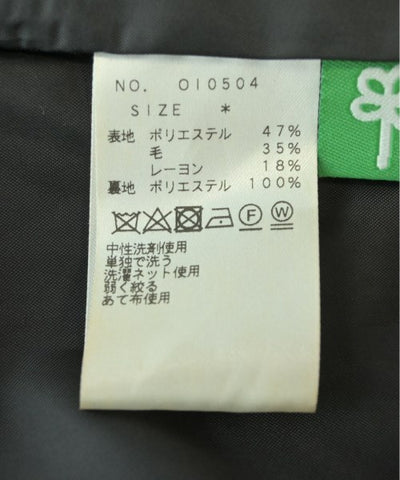 NO. 010504
SIZE *
表地 ポリエステル 47%
毛 35%
レーヨン 18%
裏地 ポリエステル 100%
F W
中性洗剤使用
単独で洗う
洗濯ネット使用
弱く絞る
あて布使用